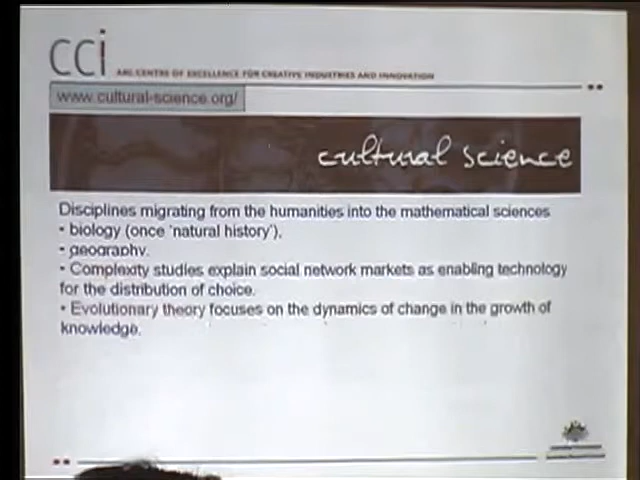 cci ARC CENTRE OF EXCELLENCE FOR CREATIVE INDUSTRIES AND INNOVATION
www.cultural-science.org/
cultural science
Disciplines migrating from the humanities into the mathematical sciences
• biology (once 'natural history').
• geography.
• Complexity studies explain social network markets as enabling technology
for the distribution of choice.
• Evolutionary theory focuses on the dynamics of change in the growth of
knowledge.